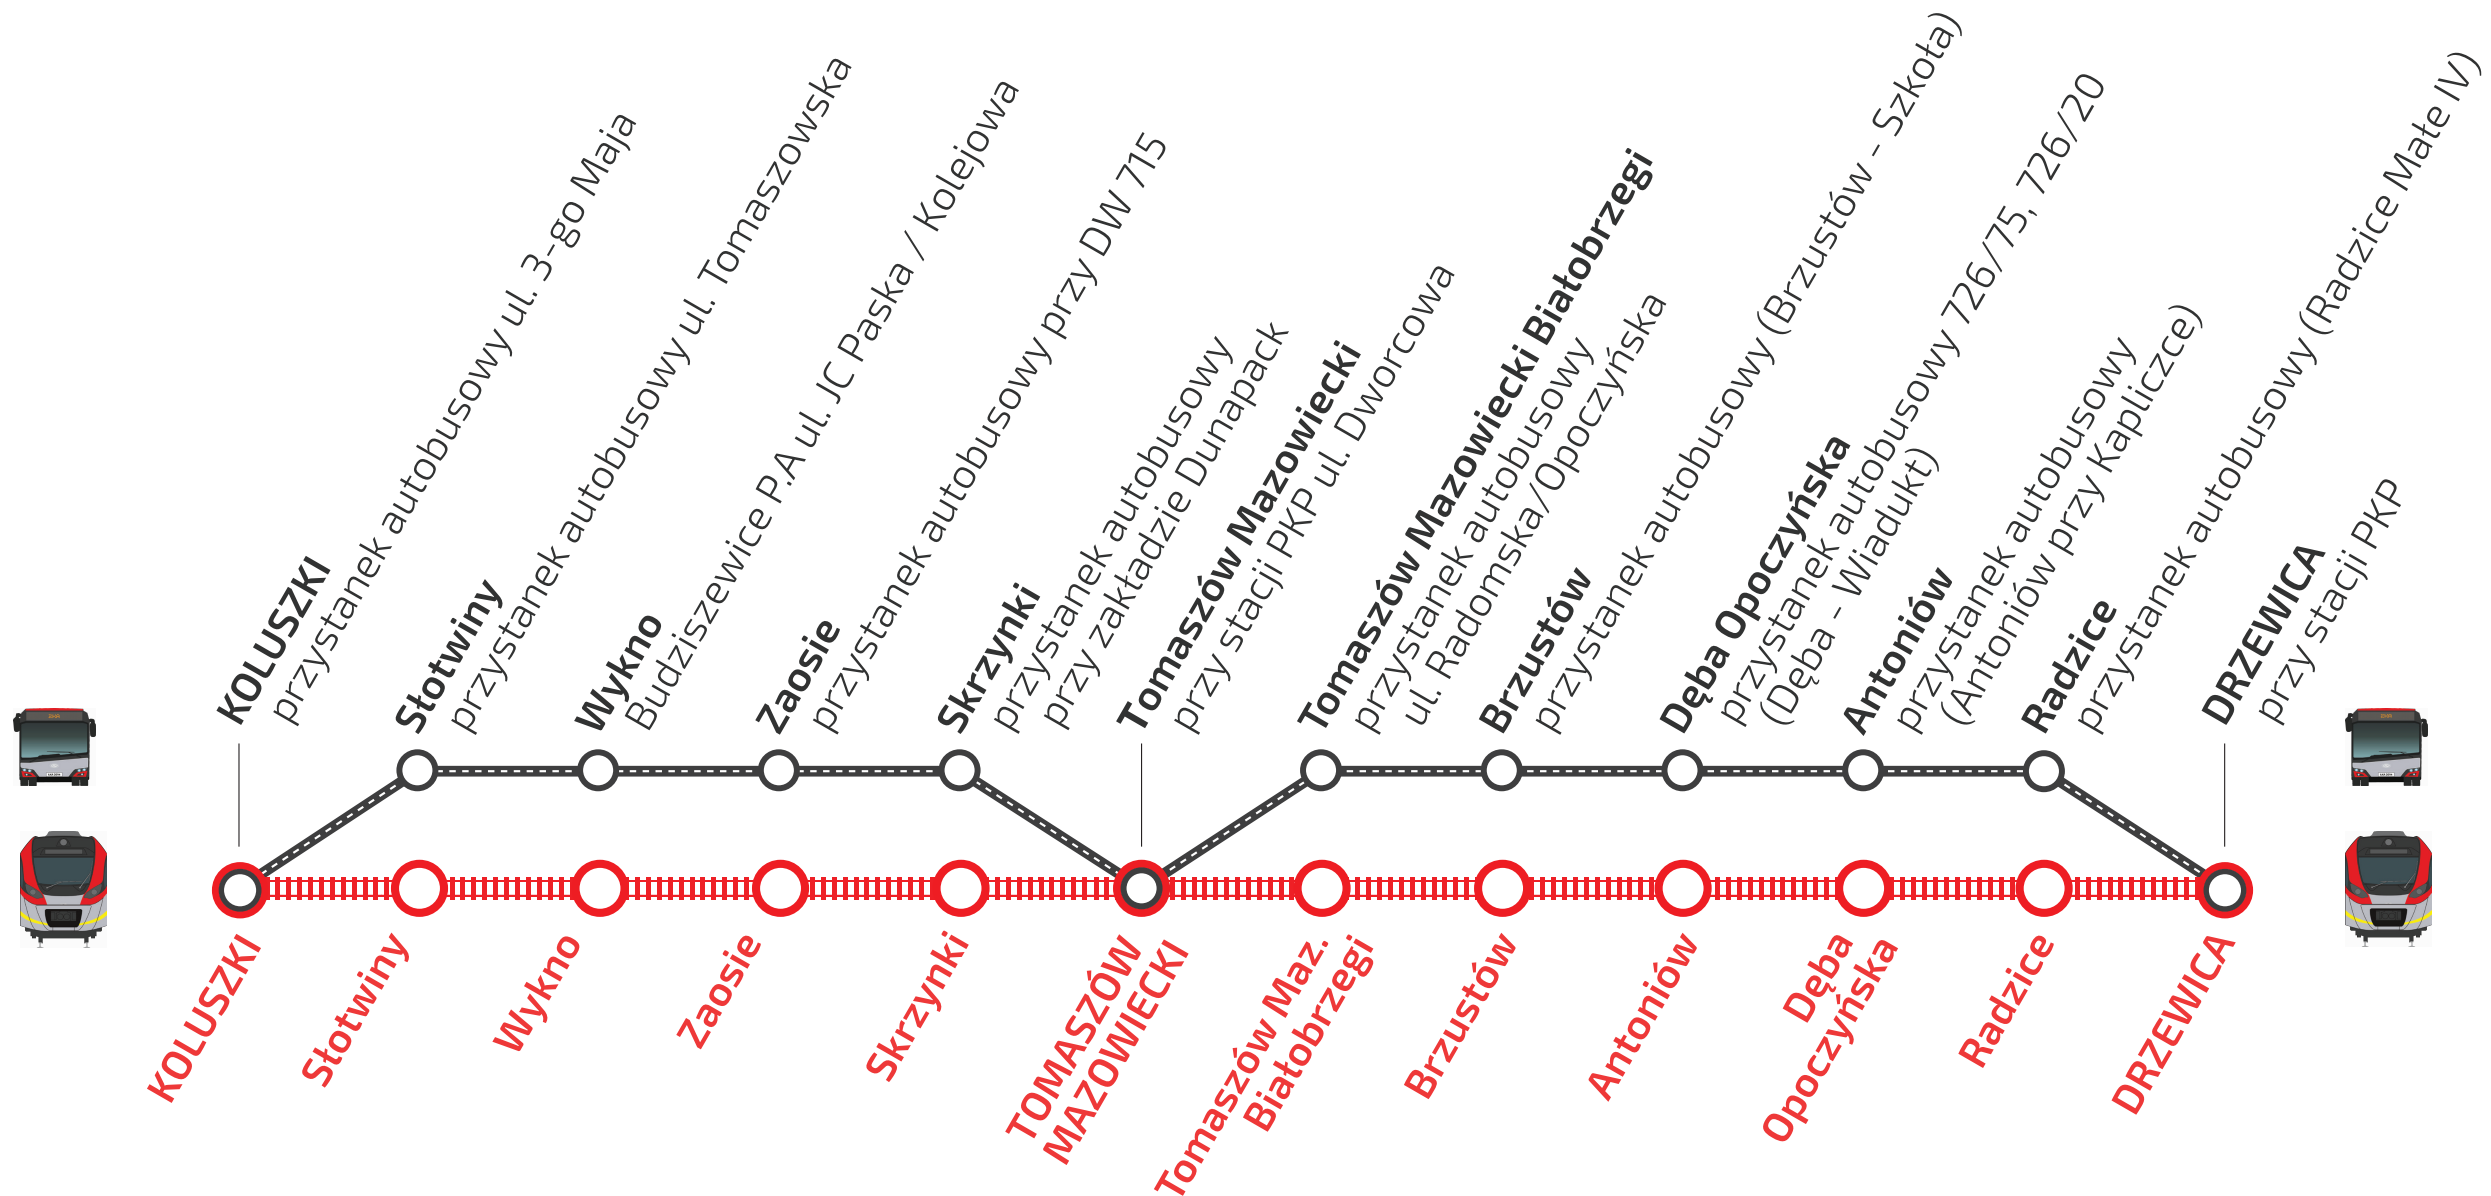 KOLUSZKI
przystanek autobusowy ul. 3-go Maja
Słotwiny
przystanek autobusowy ul. Tomaszowska
Wykno
Budziszewice P.A ul. JC Paska / Kolejowa
Zaosie
przystanek autobusowy przy DW 715
Skrzynki
przystanek autobusowy
przy zakładzie Dunapack
Tomaszów Mazowiecki
przy stacji PKP ul. Dworcowa
Tomaszów Mazowiecki Białobrzegi
przystanek autobusowy
ul. Radomska/Opoczyńska
Brzustów
przystanek autobusowy (Brzustów - Szkoła)
Dęba Opoczyńska
przystanek autobusowy 726/75, 726/20
(Dęba - Wiadukt)
Antoniów
przystanek autobusowy
(Antoniów przy Kapliczce)
Radzice
przystanek autobusowy (Radzice Małe IV)
DRZEWICA
przy stacji PKP
KOLUSZKI
Słotwiny
Wykno
Zaosie
Skrzynki
TOMASZÓW
MAZOWIECKI
Tomaszów Maz.
Białobrzegi
Brzustów
Antoniów
Dęba
Opoczyńska
Radzice
DRZEWICA